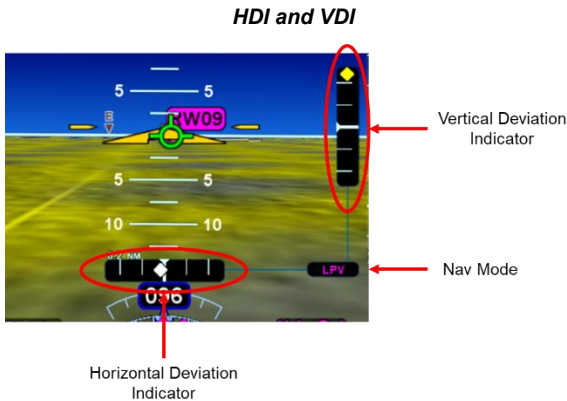 HDI and VDI
5 5
E
RW09
Vertical Deviation
Indicator
5 5
10 10
0.2 NM
LPV
Nav Mode
096
Horizontal Deviation
Indicator